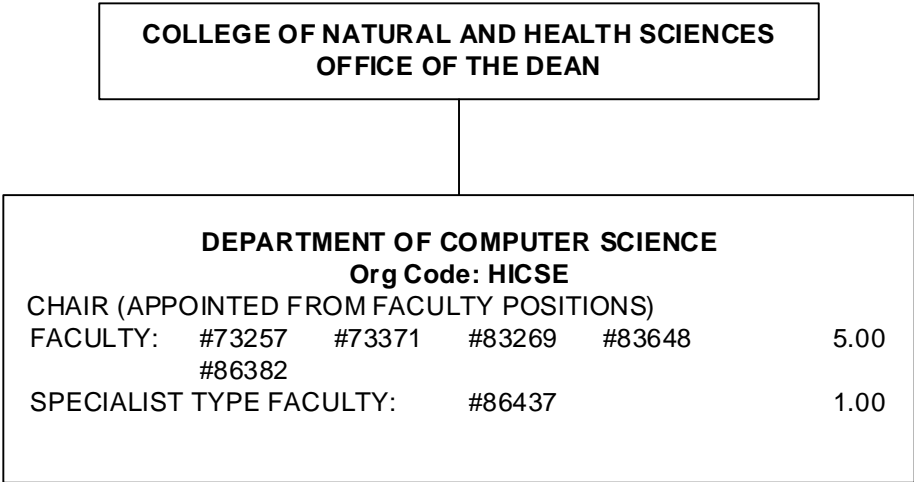 COLLEGE OF NATURAL AND HEALTH SCIENCES
OFFICE OF THE DEAN
DEPARTMENT OF COMPUTER SCIENCE
Org Code: HICSE
CHAIR (APPOINTED FROM FACULTY POSITIONS)
FACULTY: #73257 #73371 #83269 #83648 5.00
#86382
SPECIALIST TYPE FACULTY: #86437 1.00